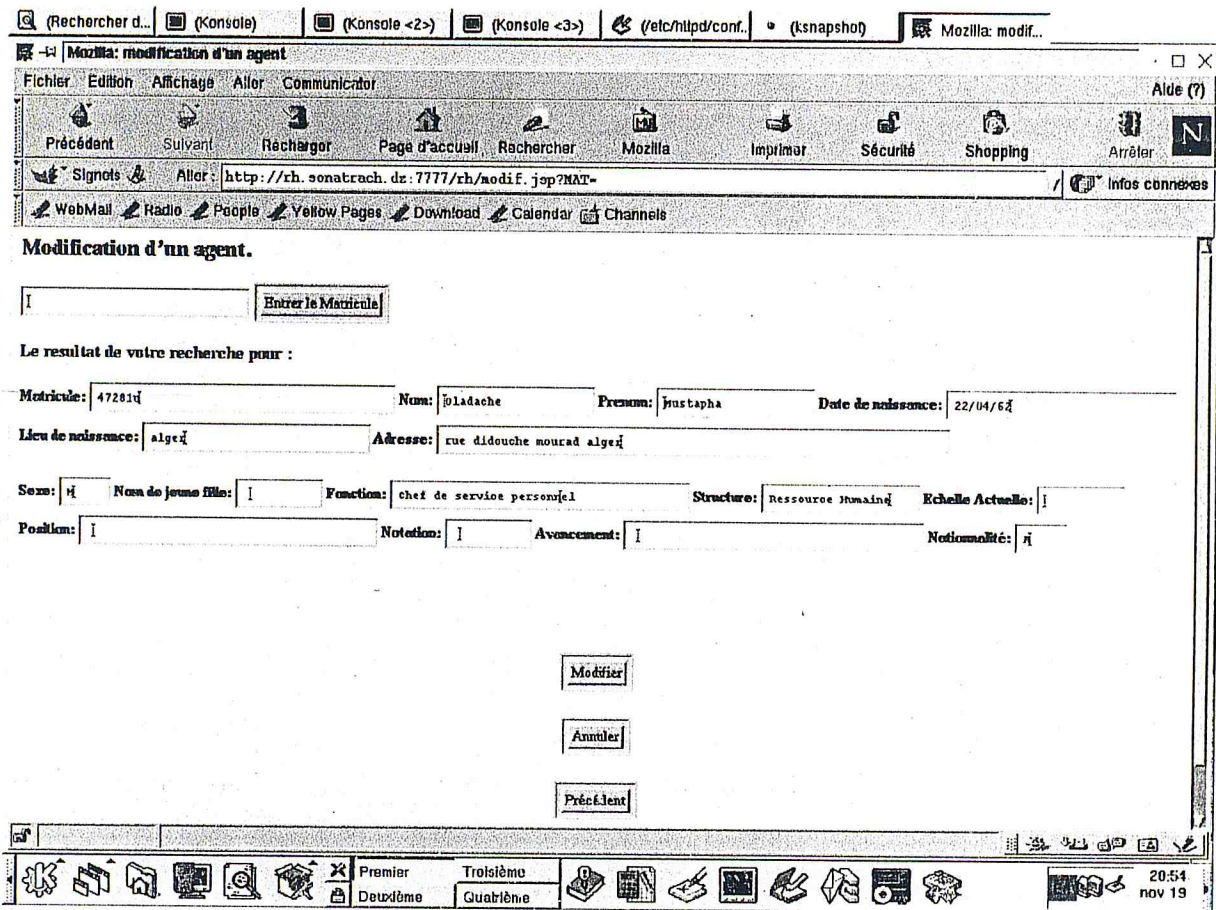 (Rechercher d... (Konsole) (Konsole <2>) (Konsole <3>) (/etc/httpd/conf.. (ksnapshot) Mozilla: modif...
Mozilla: modification d'un agent
Fichier Edition Affichage Aller Communicator Aide (?)
Précédent Suivant Recharger Page d'accueil Rechercher Mozilla Imprimer Sécurité Shopping Arrêter N
Signets Aller : http://rh.sonatrach.dz:7777/rh/modif.jsp?MAT= Infos connexes
WebMail Radio People Yellow Pages Download Calendar Channels
Modification d'un agent.
Entrer le Matricule
Le resultat de votre recherche pour :
Matricule: Nom: Prenom: mustapha Date de naissance: 22/04/62
Lieu de naissance: alger Adresse: rue didouche mourad alger
Sexe: M Nom de jeune fille: Fonction: chef de service personnel Structure: Ressource Humaine Echelle Actuelle:
Position: Notation: Avancement: Nationnalité:
Modifier
Annuler
Précédent
Premier Troisième
Deuxième Quatrième
20:54
nov 19